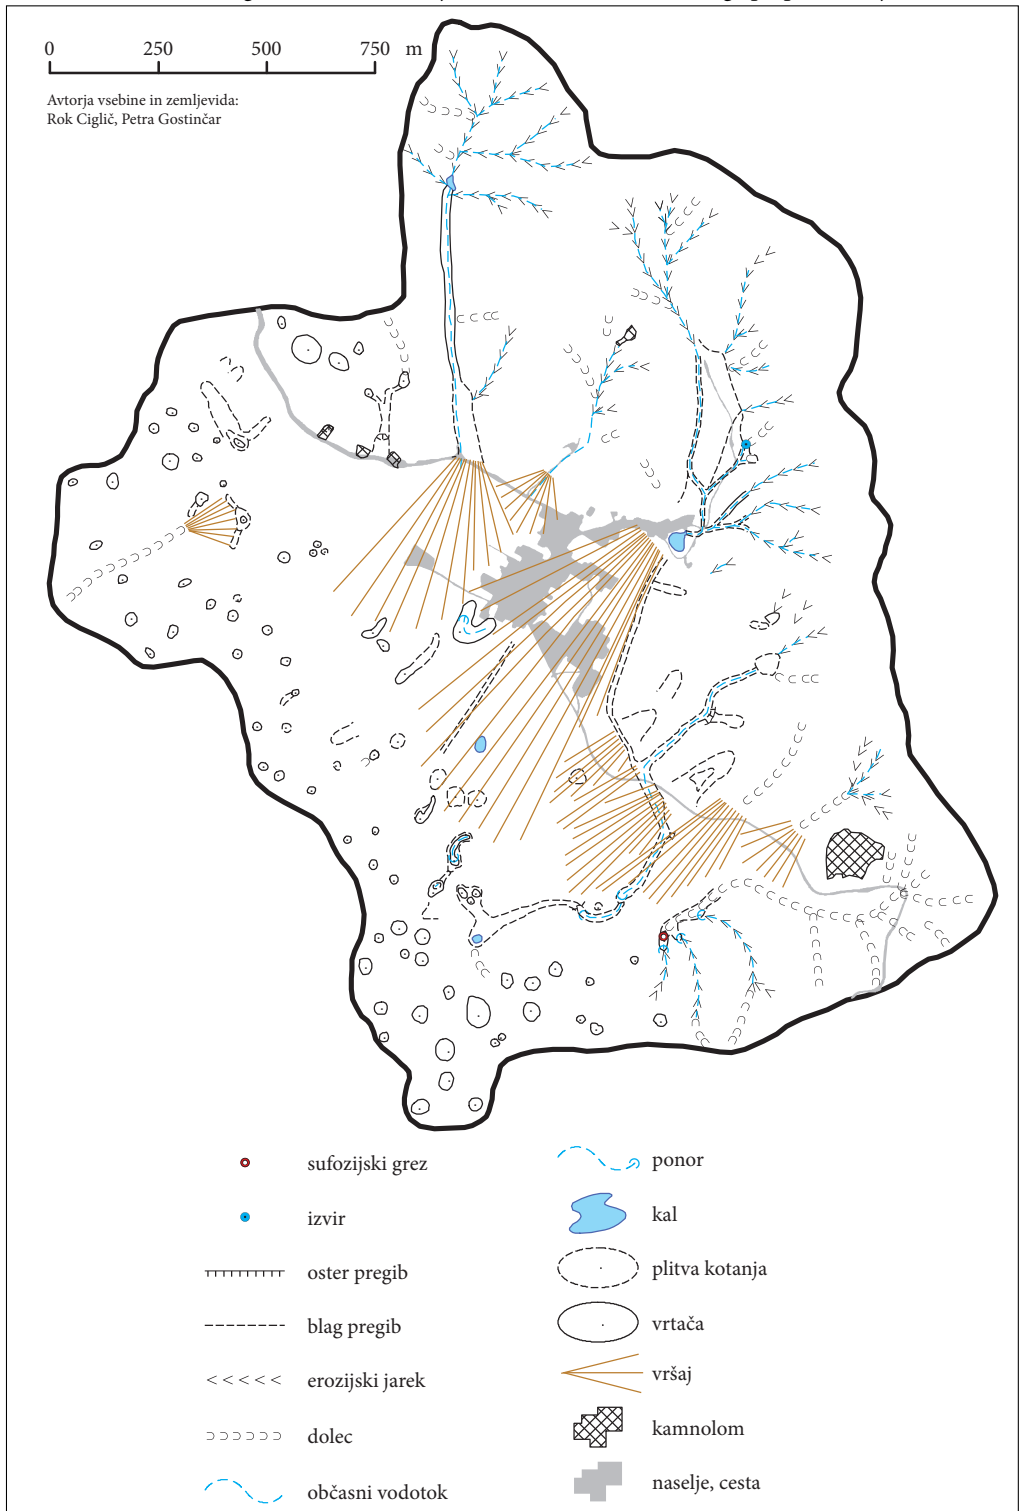 0 250 500 750 m
Avtorja vsebine in zemljevida:
Rok Ciglič, Petra Gostinčar
sufozijski grez
izvir
oster pregib
blag pregib
erozijski jarek
dolec
občasni vodotok
ponor
kal
plitva kotanja
vrtača
vršaj
kamnolom
naselje, cesta